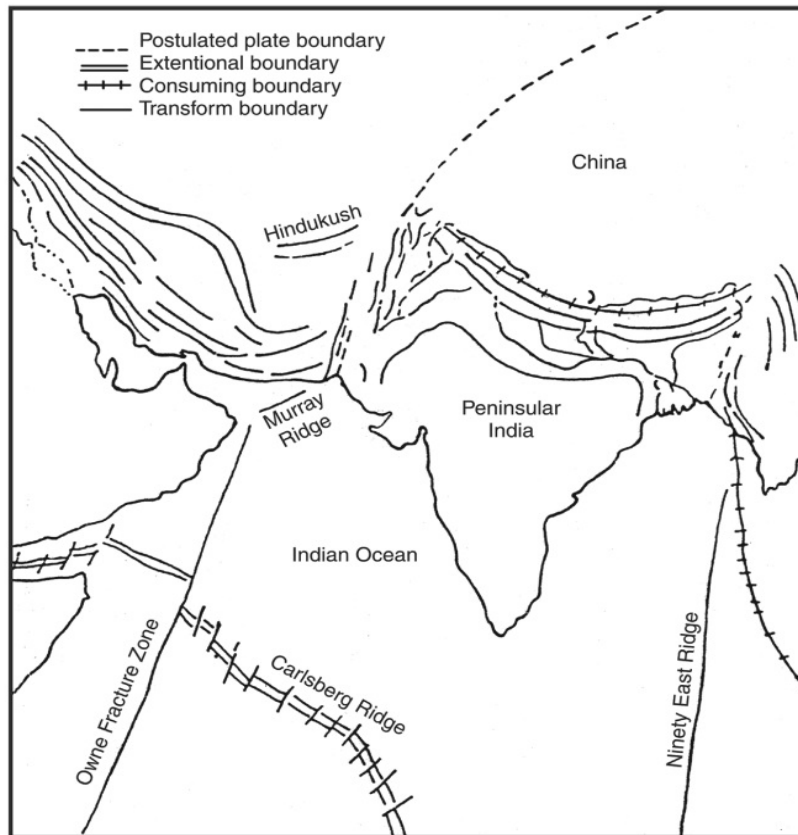 Postulated plate boundary
Extentional boundary
Consuming boundary
Transform boundary
China
Hindukush
Murray
Ridge
Peninsular
India
Indian Ocean
Owne Fracture Zone
Carlsberg Ridge
Ninety East Ridge